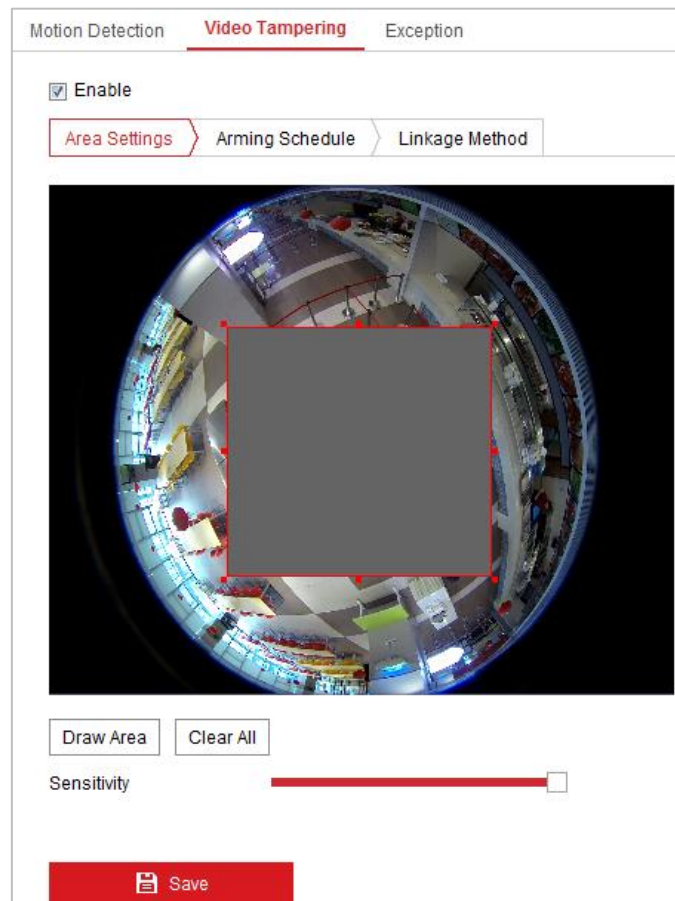 Motion Detection Video Tampering Exception
Enable
Area Settings Arming Schedule Linkage Method
Draw Area Clear All
Sensitivity
Save